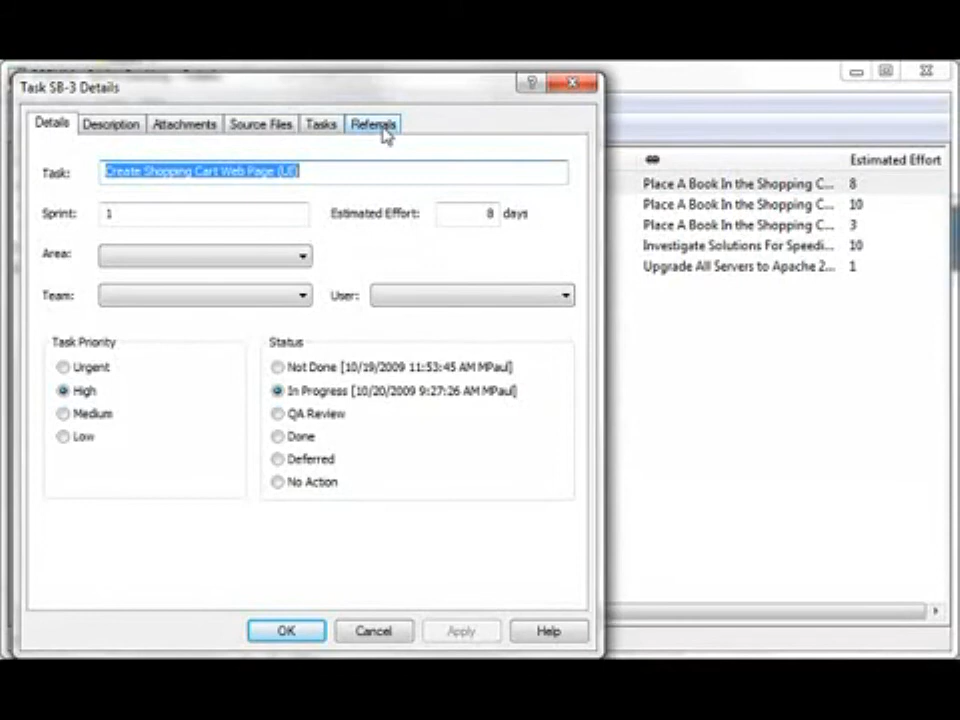 Task SB-3 Details
Details Description Attachments Source Files Tasks Referrals
Task: Create Shopping Cart Web Page (UI)
Sprint: 1 Estimated Effort: 8 days
Area:
Team: User:
Task Priority
Urgent
High
Medium
Low
Status
Not Done [10/19/2009 11:53:45 AM MPaul]
In Progress [10/20/2009 9:27:26 AM MPaul]
QA Review
Done
Deferred
No Action
OK Cancel Apply Help
Estimated Effort
Place A Book In the Shopping C... 8
Place A Book In the Shopping C... 10
Place A Book In the Shopping C... 3
Investigate Solutions For Speedi... 10
Upgrade All Servers to Apache 2... 1